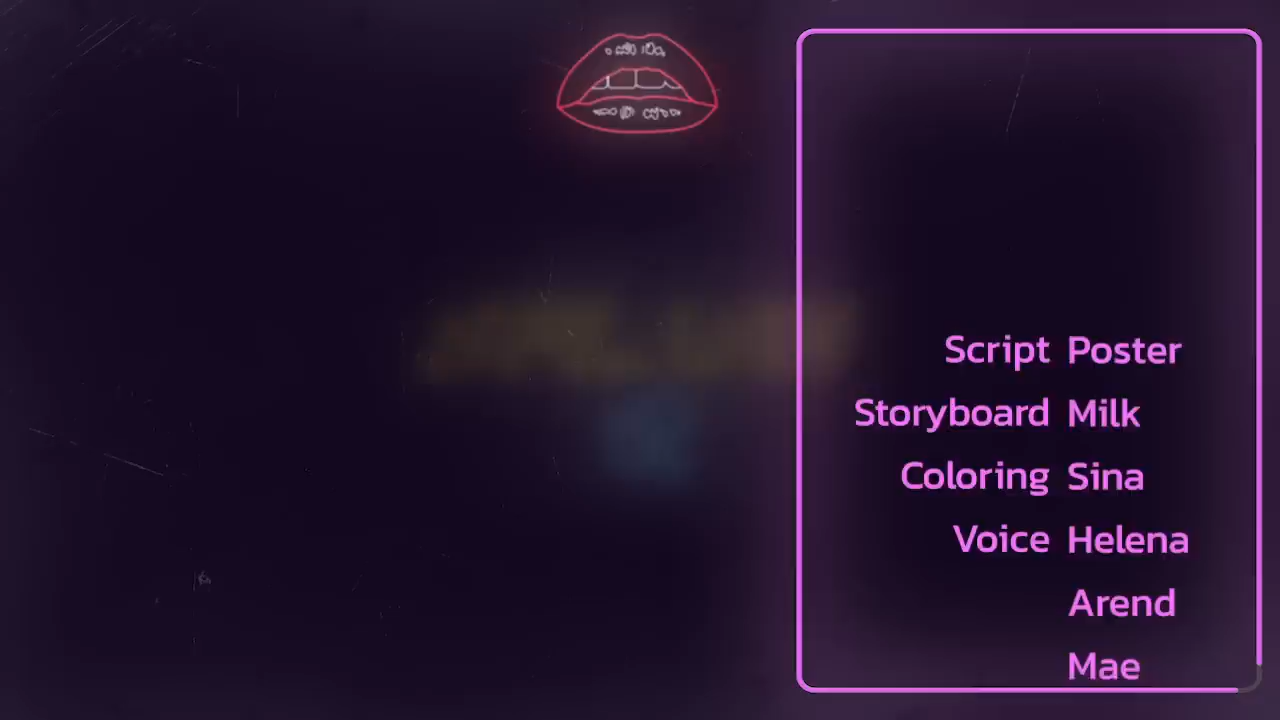 Script Poster
Storyboard Milk
Coloring Sina
Voice Helena
Arend
Mae